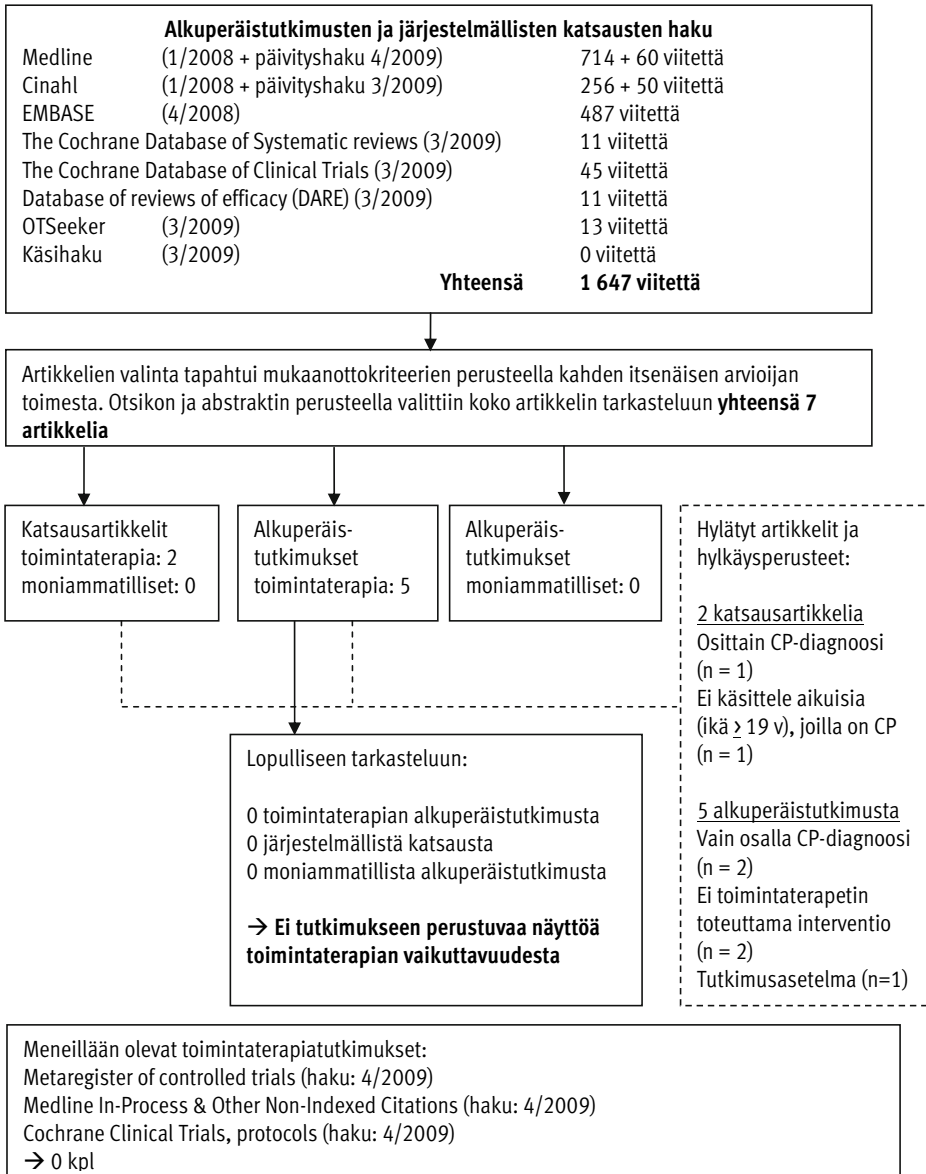 Alkuperäistutkimusten ja järjestelmällisten katsausten haku
Medline (1/2008 + päivityshaku 4/2009) 714 + 60 viitettä
Cinahl (1/2008 + päivityshaku 3/2009) 256 + 50 viitettä
EMBASE (4/2008) 487 viitettä
The Cochrane Database of Systematic reviews (3/2009) 11 viitettä
The Cochrane Database of Clinical Trials (3/2009) 45 viitettä
Database of reviews of efficacy (DARE) (3/2009) 11 viitettä
OTSeeker (3/2009) 13 viitettä
Käsihaku (3/2009) 0 viitettä
Yhteensä 1 647 viitettä
Artikkelien valinta tapahtui mukaanottokriteerien perusteella kahden itsenäisen arvioijan
toimesta. Otsikon ja abstraktin perusteella valittiin koko artikkelin tarkasteluun yhteensä 7
artikkelia
Katsausartikkelit
toimintaterapia: 2
moniammatilliset: 0
Alkuperäis-
tutkimukset
toimintaterapia: 5
Alkuperäis-
tutkimukset
moniammatilliset: 0
Hylätyt artikkelit ja
hylkäysperusteet:
2 katsausartikkelia
Osittain CP-diagnoosi
(n = 1)
Ei käsittele aikuisia
(ikä > 19 v), joilla on CP
(n = 1)
5 alkuperäistutkimusta
Vain osalla CP-diagnoosi
(n = 2)
Ei toimintaterapetin
toteuttama interventio
(n = 2)
Tutkimusasetelma (n=1)
Lopulliseen tarkasteluun:
0 toimintaterapian alkuperäistutkimusta
0 järjestelmällistä katsausta
0 moniammatillista alkuperäistutkimusta
→ Ei tutkimukseen perustuvaa näyttöä
toimintaterapian vaikuttavuudesta
Meneillään olevat toimintaterapiatutkimukset:
Metaregister of controlled trials (haku: 4/2009)
Medline In-Process & Other Non-Indexed Citations (haku: 4/2009)
Cochrane Clinical Trials, protocols (haku: 4/2009)
→ 0 kpl